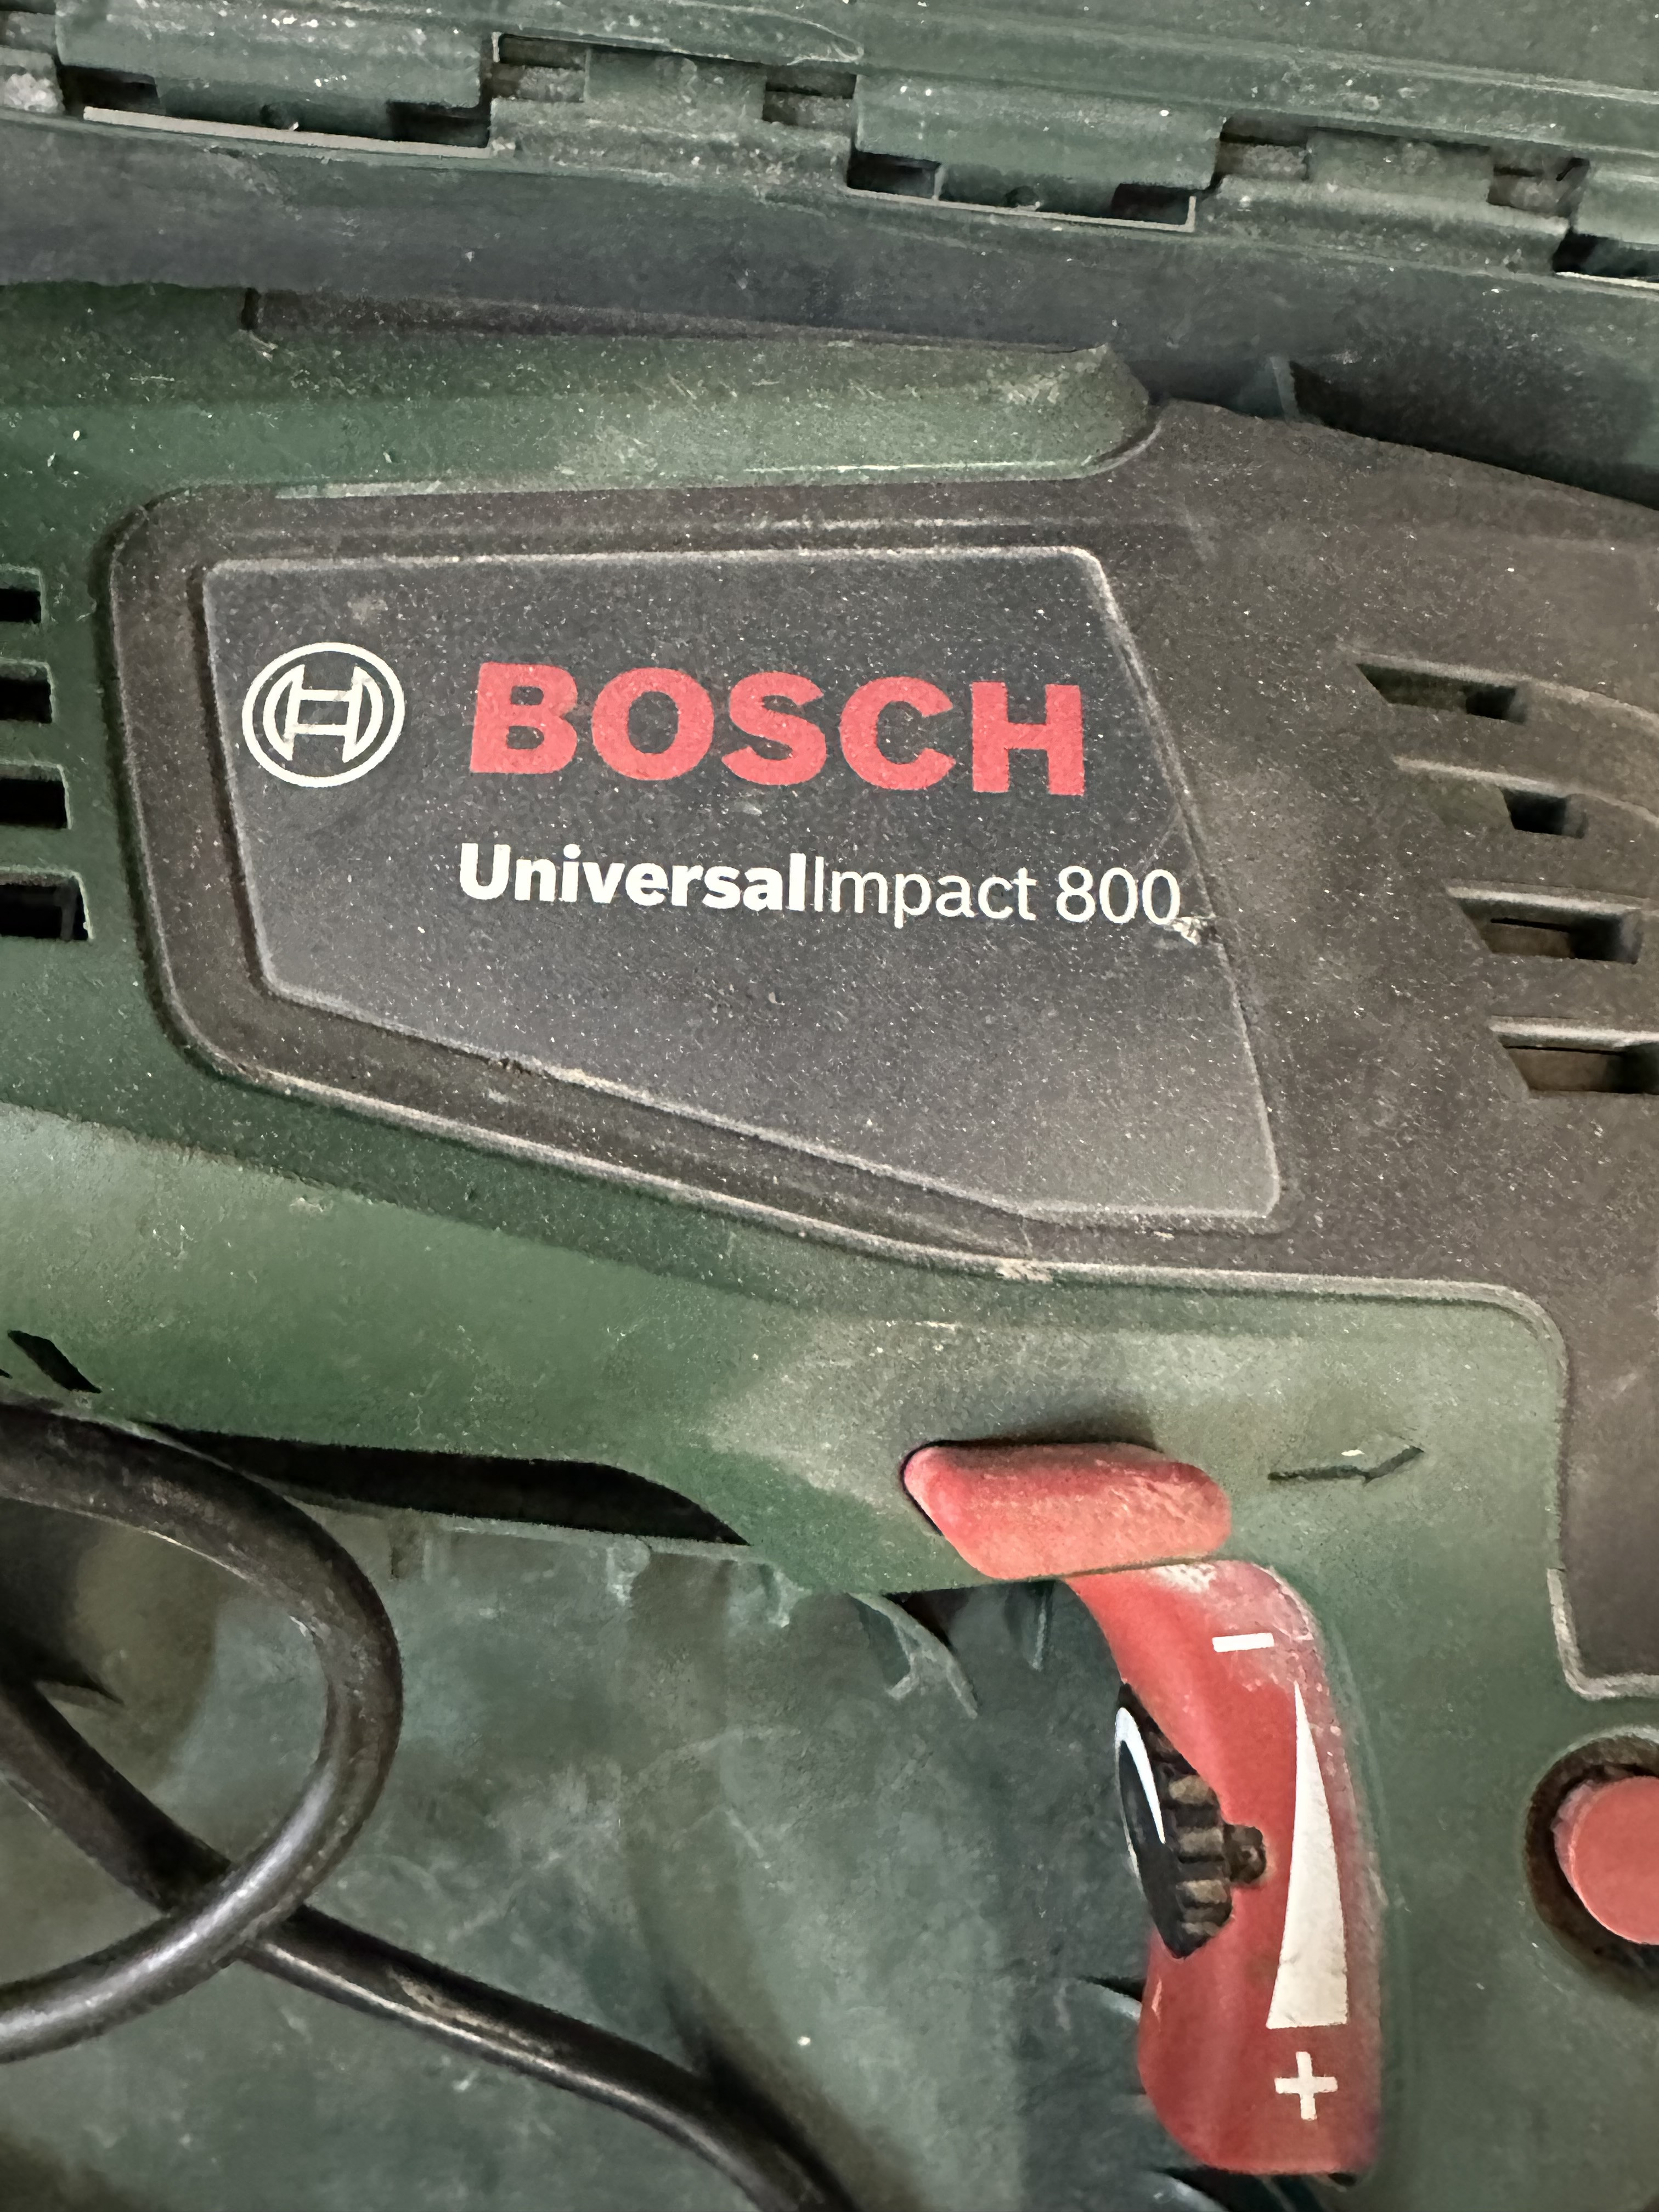 BOSCH
UniversalImpact 800
−
+